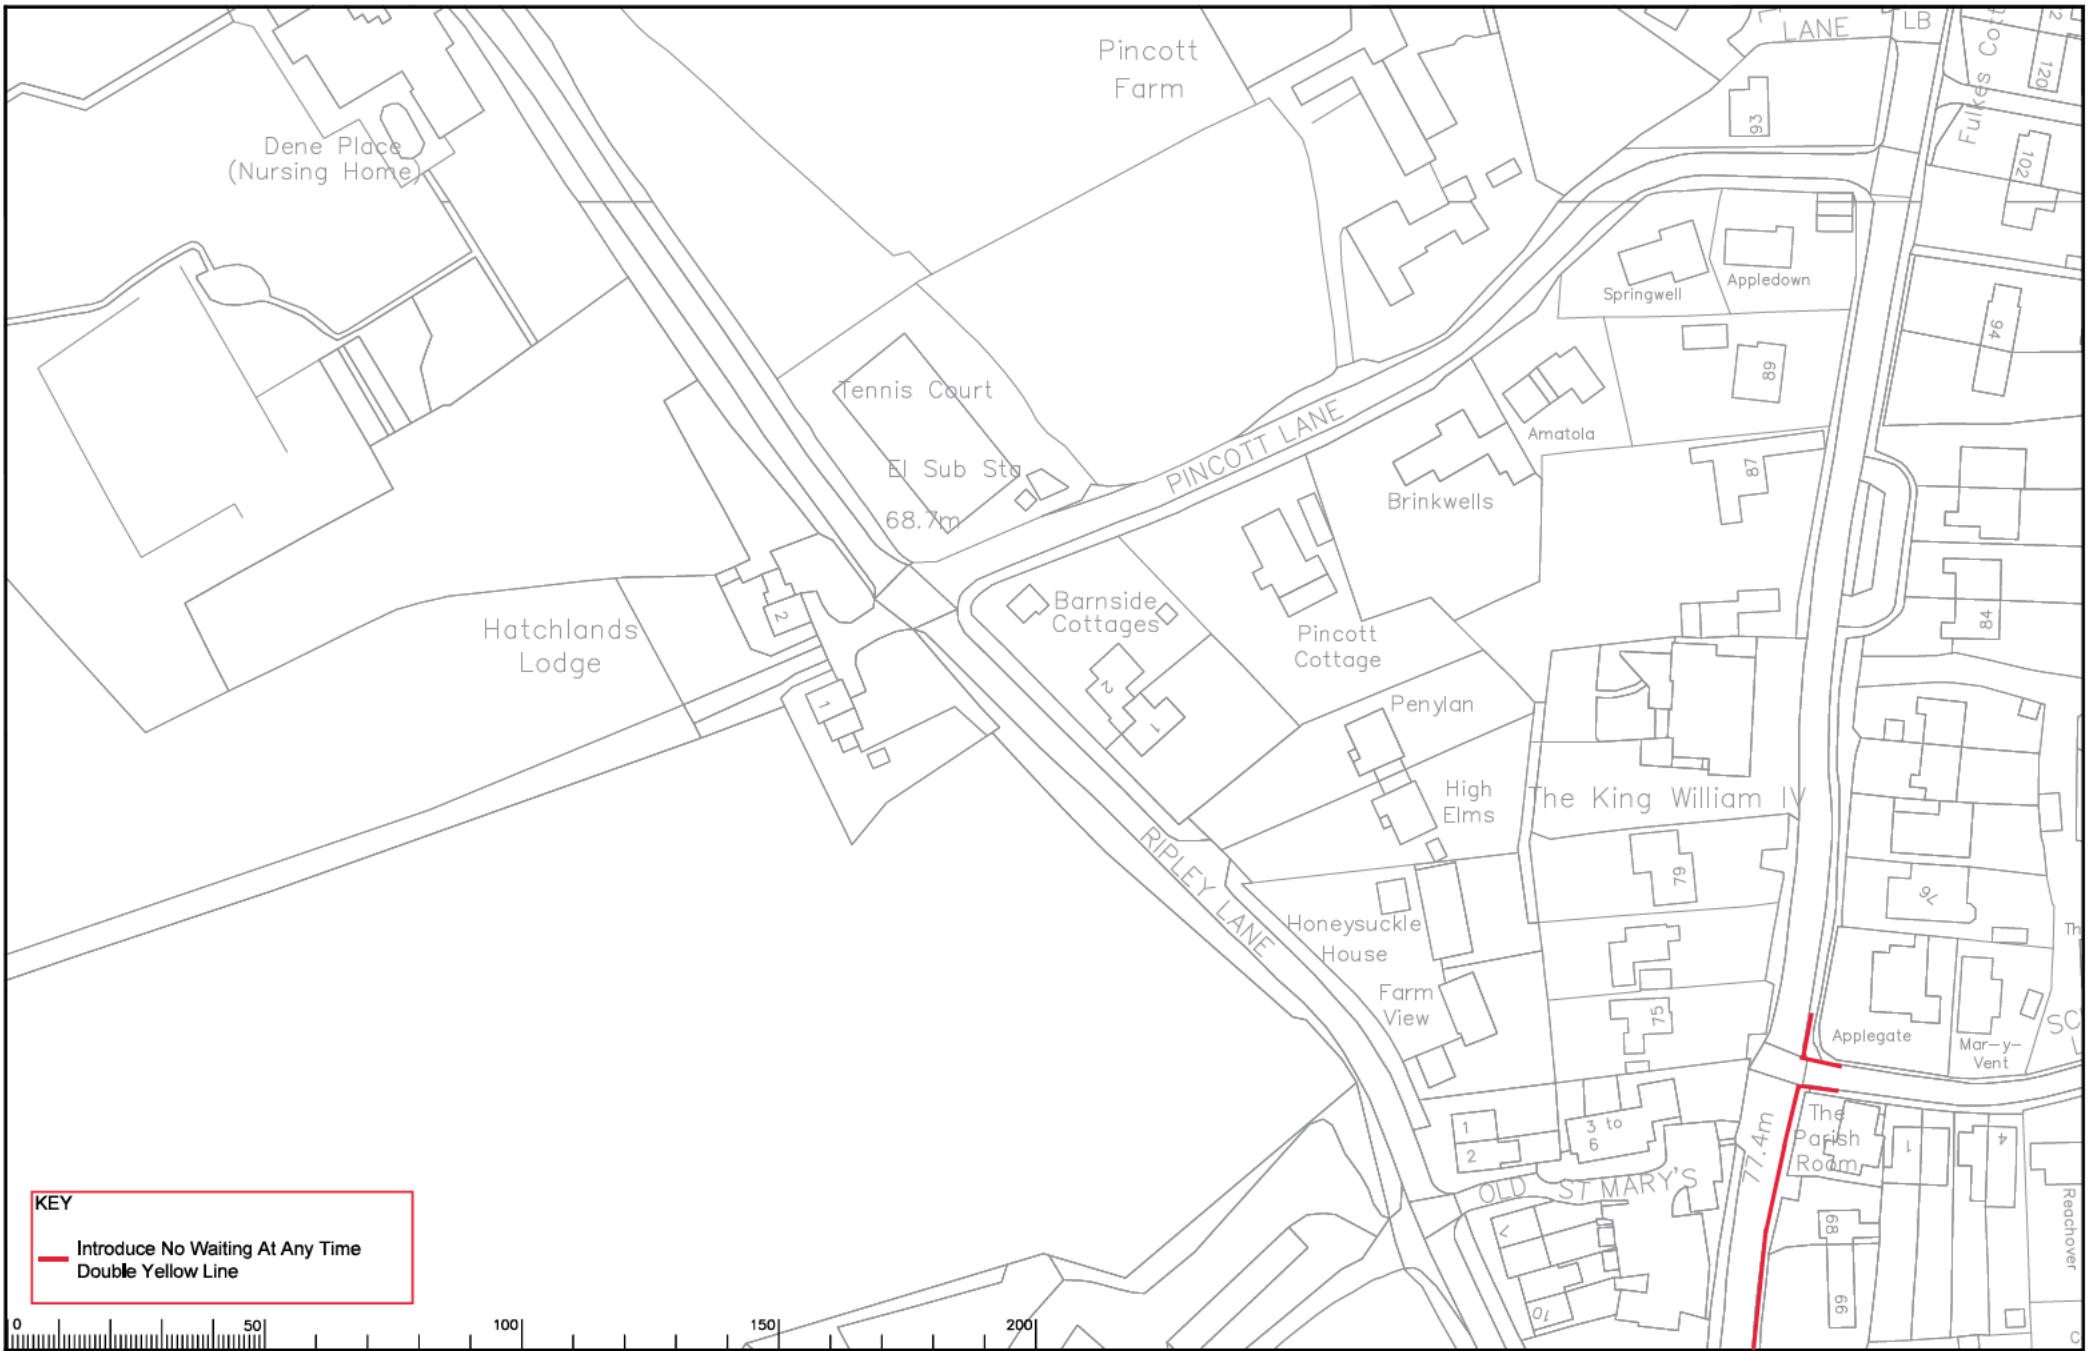 LANE
LB
Fulkes Cott
120
Pincott
Farm
93
102
Dene Place
(Nursing Home)
Springwell
Appledown
94
89
Tennis Court
PINCOTT LANE
Amatola
El Sub Sta
87
Brinkwells
68.7m
Barnside
Cottages
2
84
Hatchlands
Lodge
Pincott
Cottage
2
1
1
Penylan
High
Elms
The King William IV
RIPLEY LANE
79
76
Honeysuckle
House
Th
Farm
View
75
SC
Applegate
Mar-y-
Vent
77.4m
The
Parish
Room
1
2
3 to
6
1
4
OLD ST MARY'S
7
68
Reachover
10
66
KEY
Introduce No Waiting At Any Time
Double Yellow Line
0
50
100
150
200